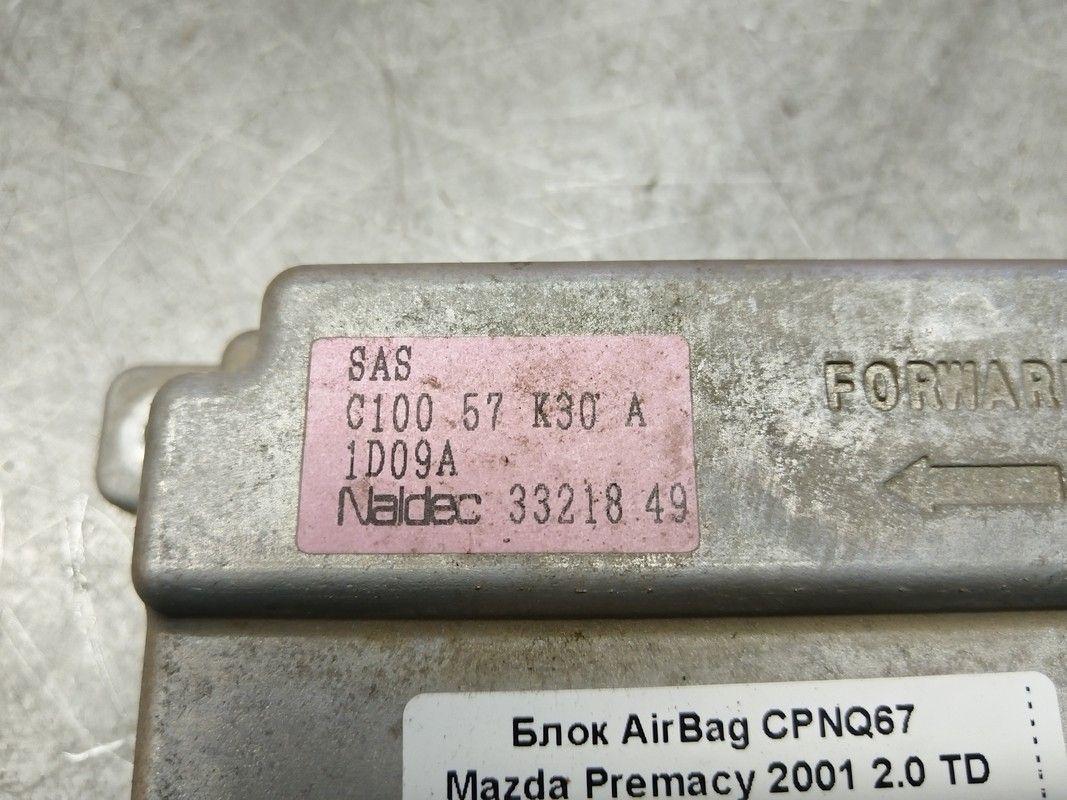 SAS
C100 57 K30 A
1D09A
Naldec 33218 49
FORWAR
Блок AirBag CPNQ67
Mazda Premacy 2001 2.0 TD